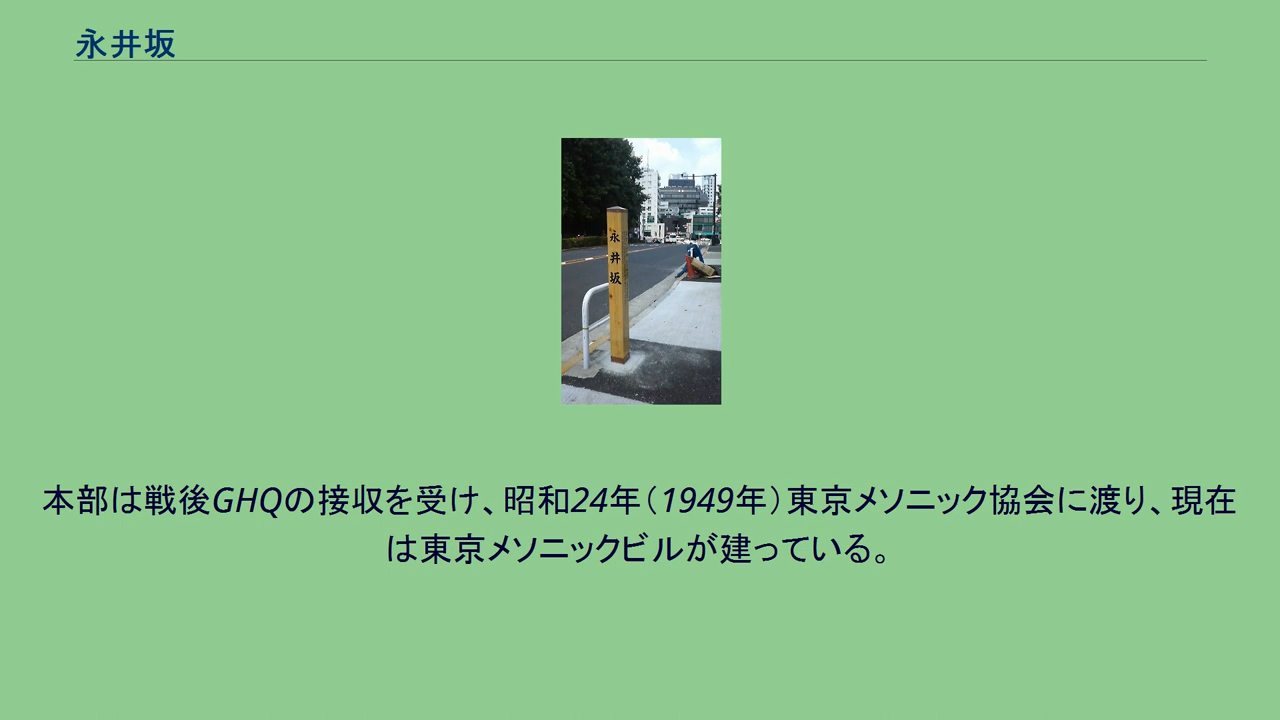 永井坂
永井坂
本部は戦後GHQの接収を受け、昭和24年（1949年）東京メソニック協会に渡り、現在
は東京メソニックビルが建っている。